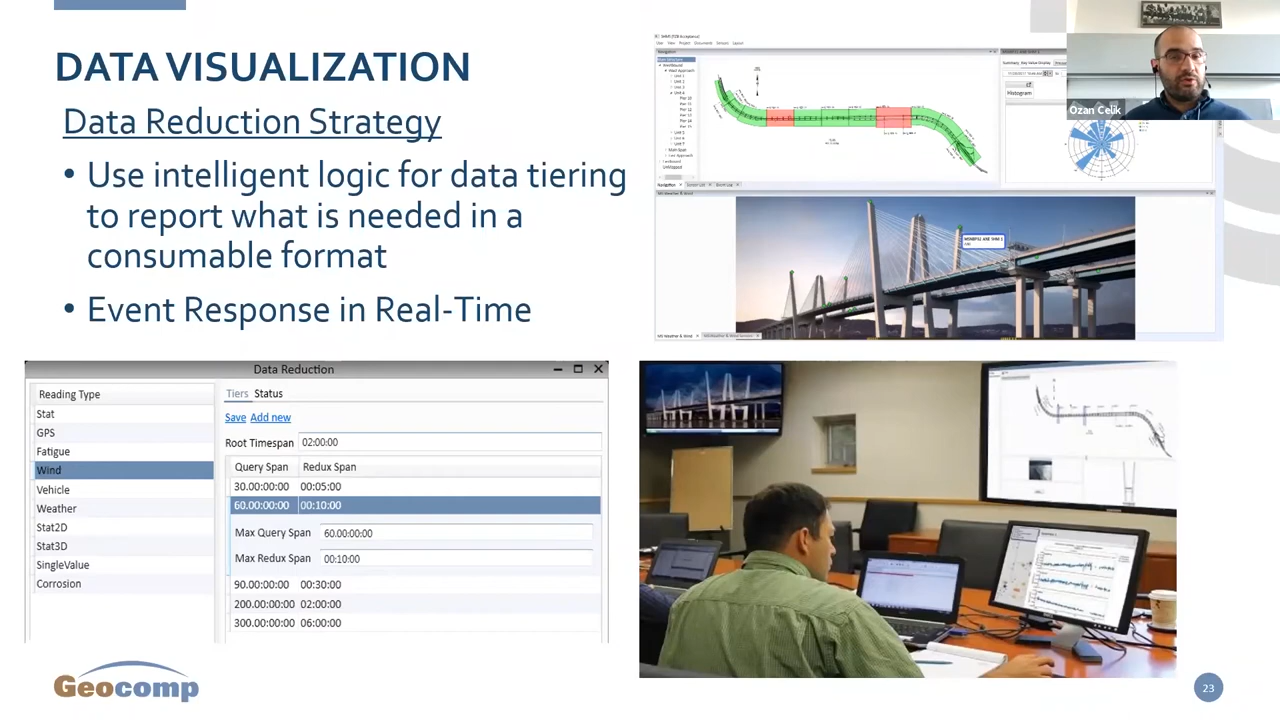 DATA VISUALIZATION
Data Reduction Strategy
• Use intelligent logic for data tiering
to report what is needed in a
consumable format
• Event Response in Real-Time
Navigation
Histogram
Ozan Celik
Data Reduction
Reading Type
Stat
GPS
Fatigue
Wind
Vehicle
Weather
Stat2D
Stat3D
SingleValue
Corrosion
Tiers Status
Save Add new
Root Timespan 02:00:00
Query Span Redux Span
30.00:00:00 00:05:00
60.00:00:00 00:10:00
Max Query Span 60.00:00:00
Max Redux Span 00:10:00
90.00:00:00 00:30:00
200.00:00:00 02:00:00
300.00:00:00 06:00:00
Geocomp
23